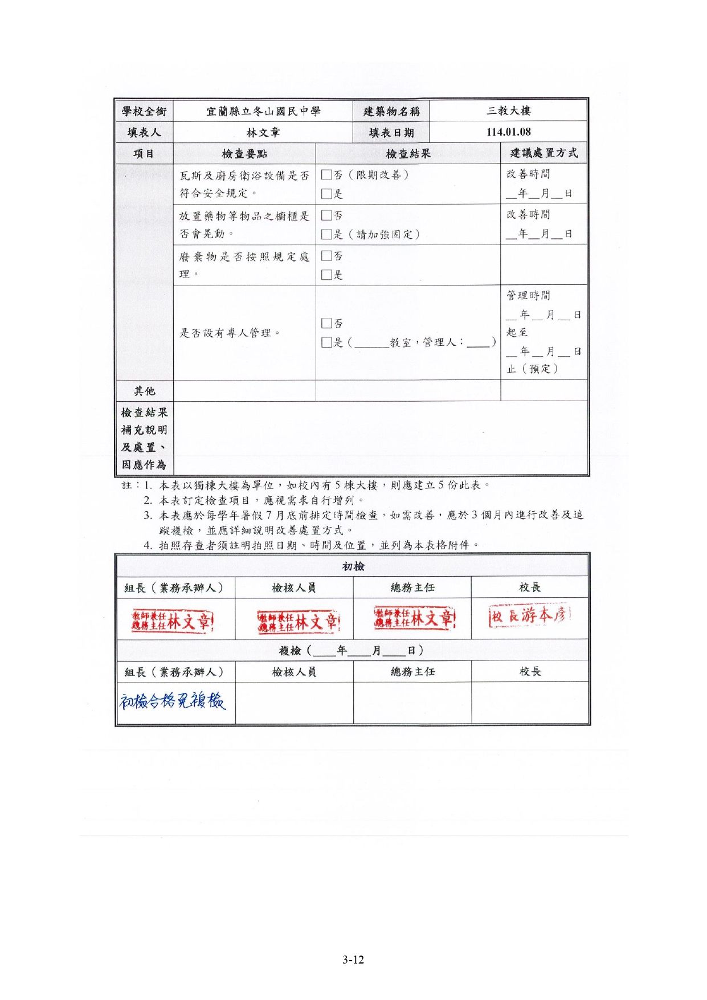 學校全銜 宜蘭縣立冬山國民中學 建築物名稱 三教大樓
填表人 林文章 填表日期 114.01.08
項目 檢查要點 檢查結果 建議處置方式
瓦斯及廚房衛浴設備是否 □否（限期改善） 改善時間
符合安全規定。 □是 __年__月__日
放置藥物等物品之櫥櫃是 □否 改善時間
否會晃動。 □是（請加強固定） __年__月__日
廢棄物是否按照規定處 □否
理。 □是
管理時間
__年__月__日
是否設有專人管理。 □否 起至
□是（______教室，管理人：____） __年__月__日
止（預定）
其他
檢查結果
補充說明
及處置、
因應作為
註：1. 本表以獨棟大樓為單位，如校內有 5 棟大樓，則應建立 5 份此表。
2. 本表訂定檢查項目，應視需求自行增列。
3. 本表應於每學年暑假 7 月底前排定時間檢查，如需改善，應於 3 個月內進行改善及追
蹤複檢，並應詳細說明改善處置方式。
4. 拍照存查者須註明拍照日期、時間及位置，並列為本表格附件。
初檢
組長（業務承辦人） 檢核人員 總務主任 校長
教師兼任總務主任林文章 教師兼任總務主任林文章 教師兼任總務主任林文章 校長游本彥
複檢（____年____月____日）
組長（業務承辦人） 檢核人員 總務主任 校長
初檢合格免複檢
3-12